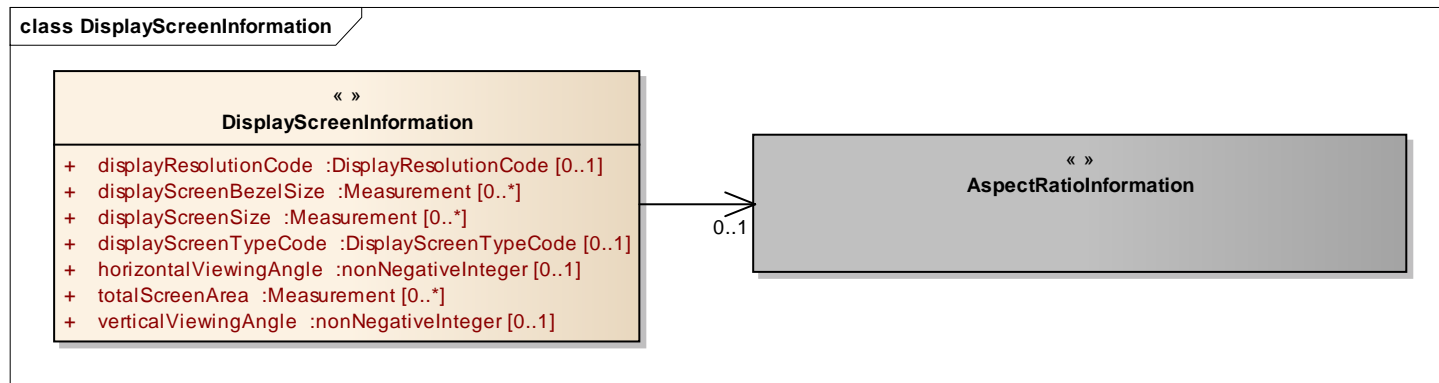 class DisplayScreenInformation
« »
DisplayScreenInformation
+ displayResolutionCode :DisplayResolutionCode [0..1]
+ displayScreenBezelSize :Measurement [0..*]
+ displayScreenSize :Measurement [0..*]
+ displayScreenTypeCode :DisplayScreenTypeCode [0..1]
+ horizontalViewingAngle :nonNegativeInteger [0..1]
+ totalScreenArea :Measurement [0..*]
+ verticalViewingAngle :nonNegativeInteger [0..1]
0..1
« »
AspectRatioInformation